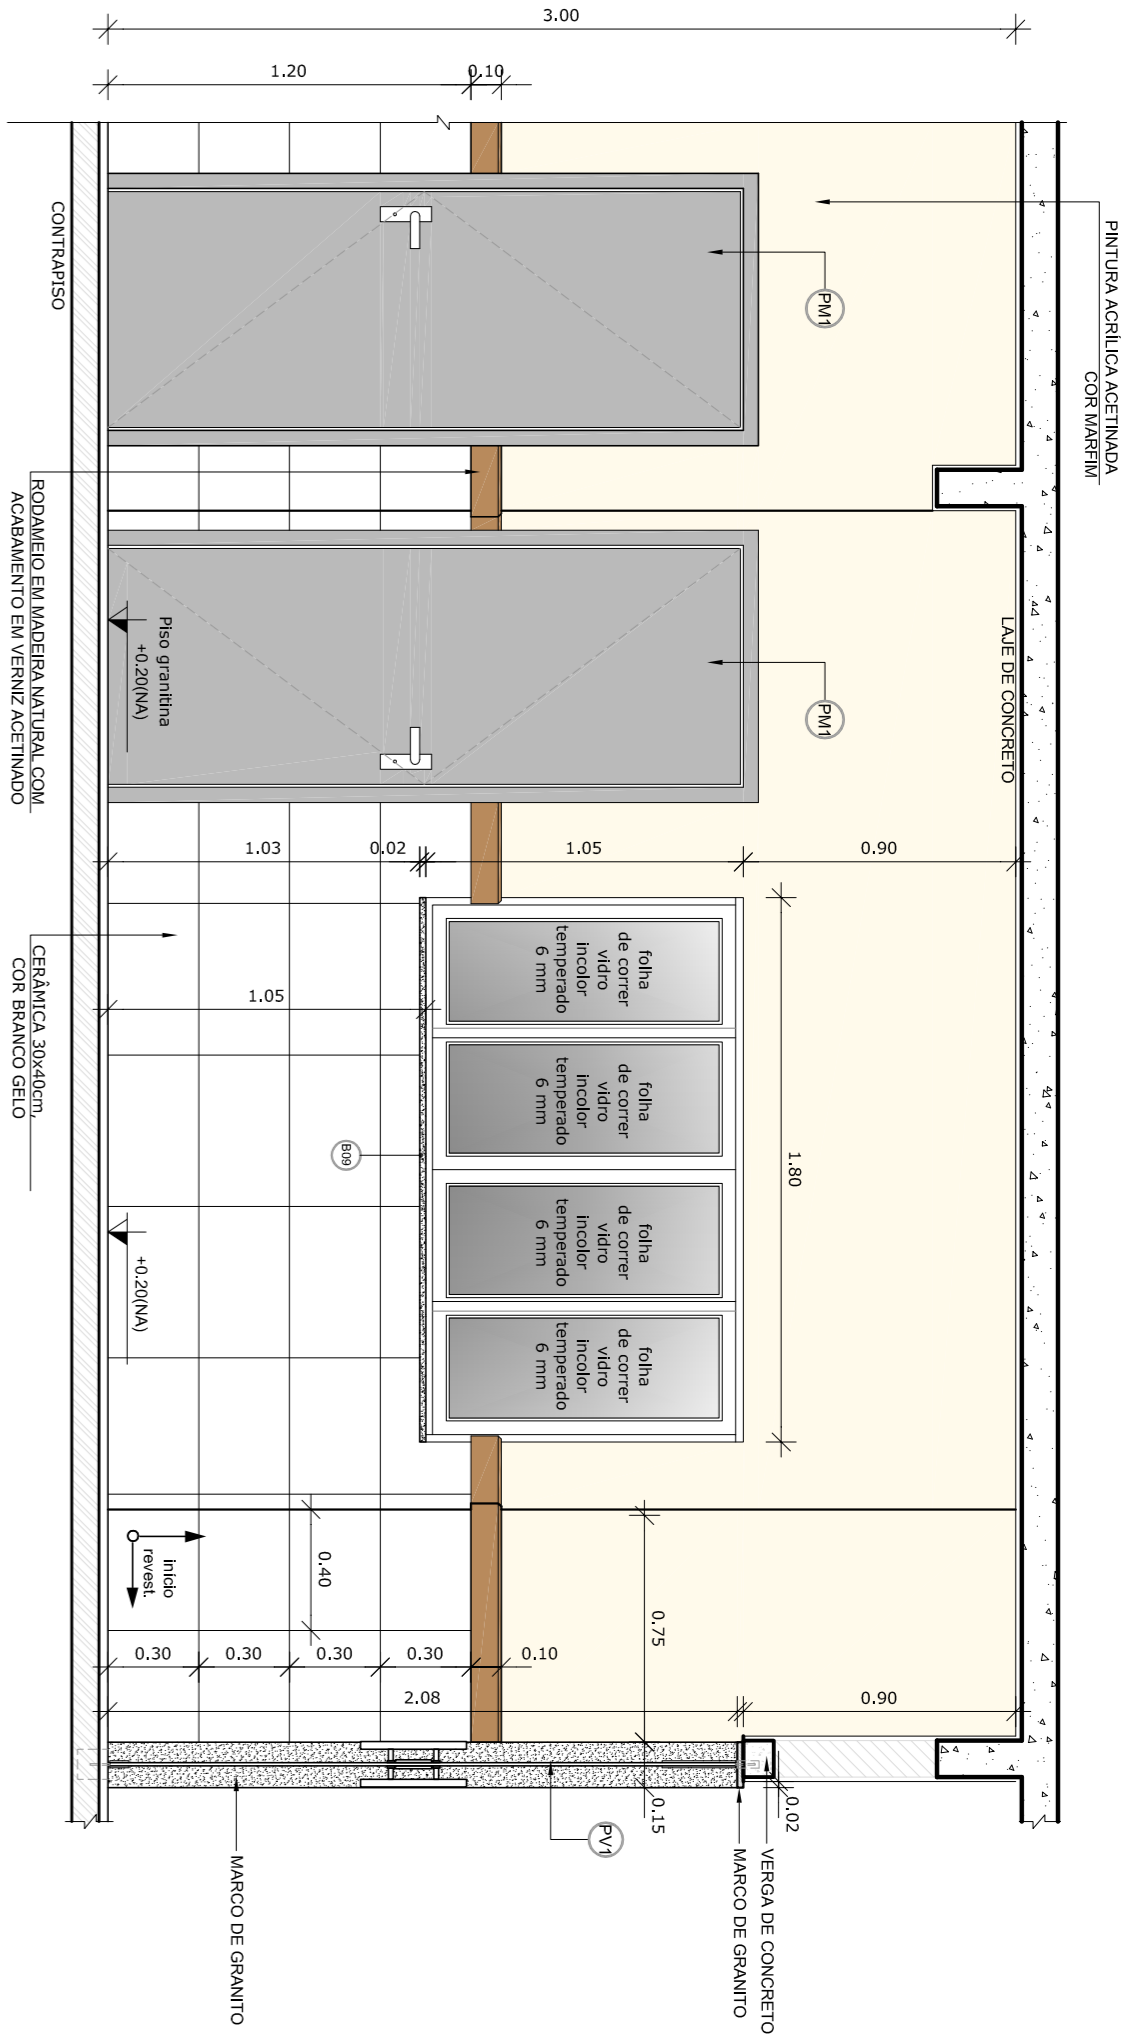 3.00
1.20
0.10
PINTURA ACRÍLICA ACETINADA
COR MARFIM
CONTRAPISO
PM1
RODAMEIO EM MADEIRA NATURAL COM
ACABAMENTO EM VERNIZ ACETINADO
LAJE DE CONCRETO
Piso granitina
+0.20(NA)
PM1
1.03
0.02
1.05
0.90
CERÂMICA 30x40cm,
COR BRANCO GELO
1.05
folha
de correr
vidro
incolor
temperado
6 mm
folha
de correr
vidro
incolor
temperado
6 mm
folha
de correr
vidro
incolor
temperado
6 mm
folha
de correr
vidro
incolor
temperado
6 mm
1.80
B09
+0.20(NA)
início
revest.
0.40
0.75
0.30
0.30
0.30
0.30
0.10
2.08
0.90
0.15
0.02
PV1
MARCO DE GRANITO
MARCO DE GRANITO
VERGA DE CONCRETO